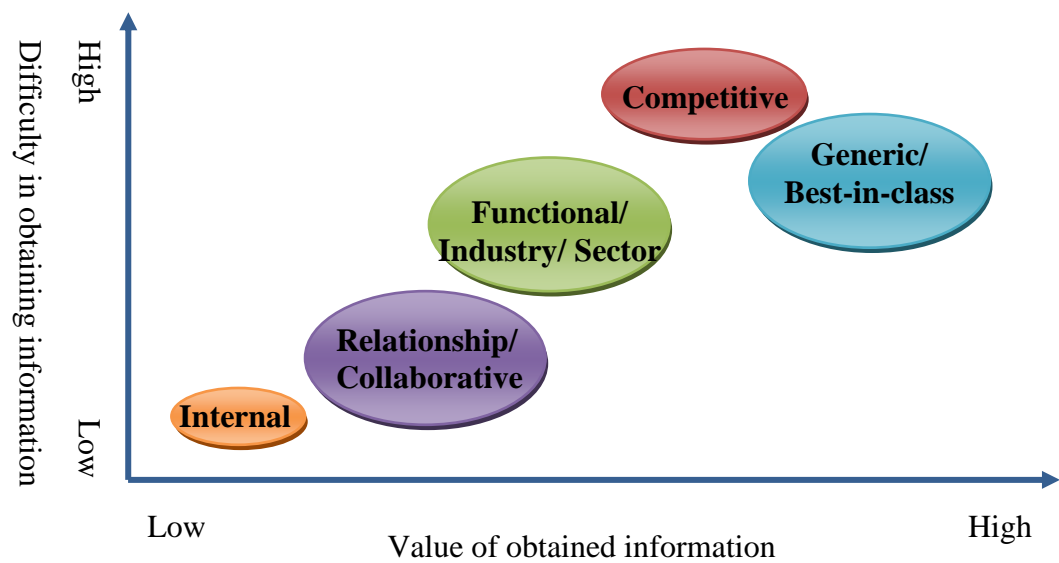 Difficulty in obtaining information
High
Low
Competitive
Generic/
Best-in-class
Functional/
Industry/ Sector
Relationship/
Collaborative
Internal
Low
High
Value of obtained information